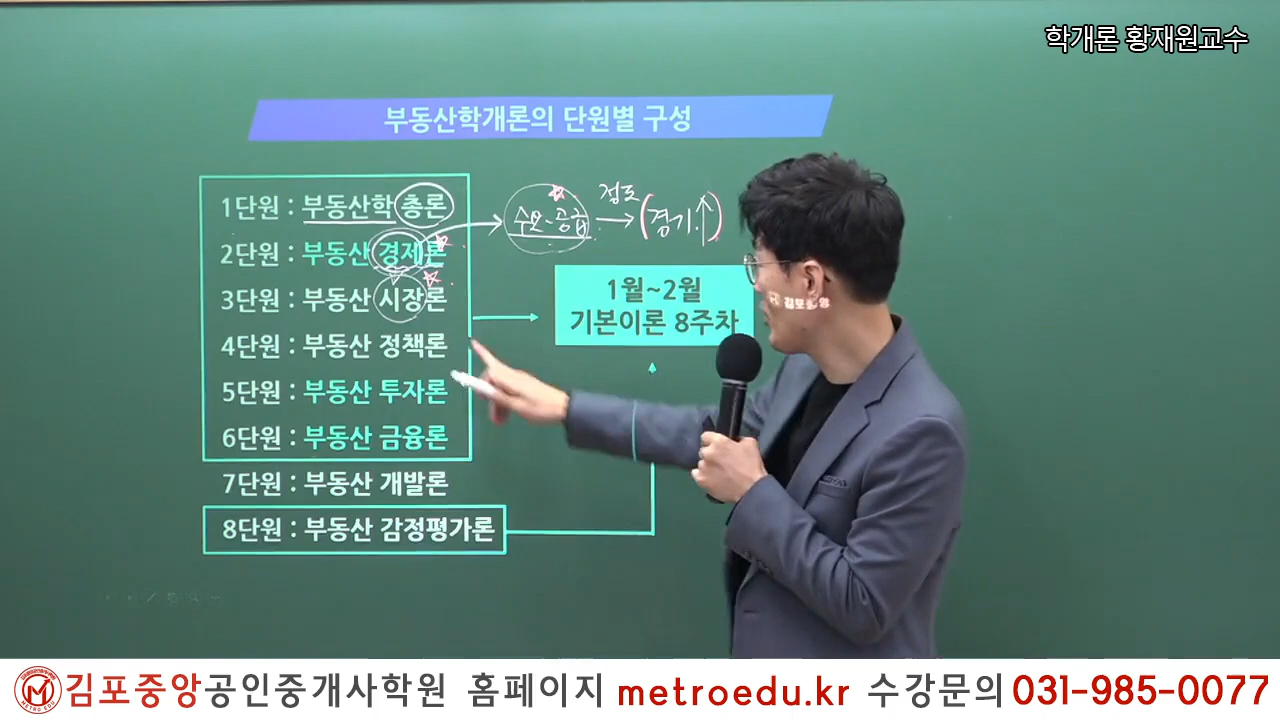 학개론 황재원교수
부동산학개론의 단원별 구성
1단원 : 부동산학 총론
2단원 : 부동산 경제론
3단원 : 부동산 시장론
4단원 : 부동산 정책론
5단원 : 부동산 투자론
6단원 : 부동산 금융론
7단원 : 부동산 개발론
8단원 : 부동산 감정평가론
수요-공급
→
(경기↑)
1월~2월
기본이론 8주차
김포중앙
김포중앙공인중개사학원 홈페이지 metroedu.kr 수강문의 031-985-0077
METRO EDU